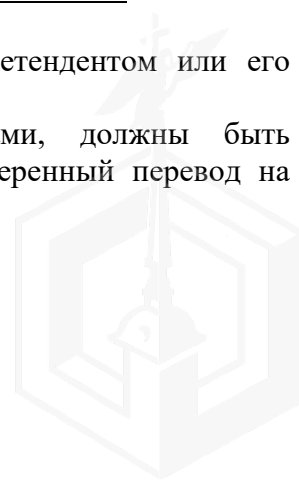 етендентом или его
ми, должны быть
еренный перевод на